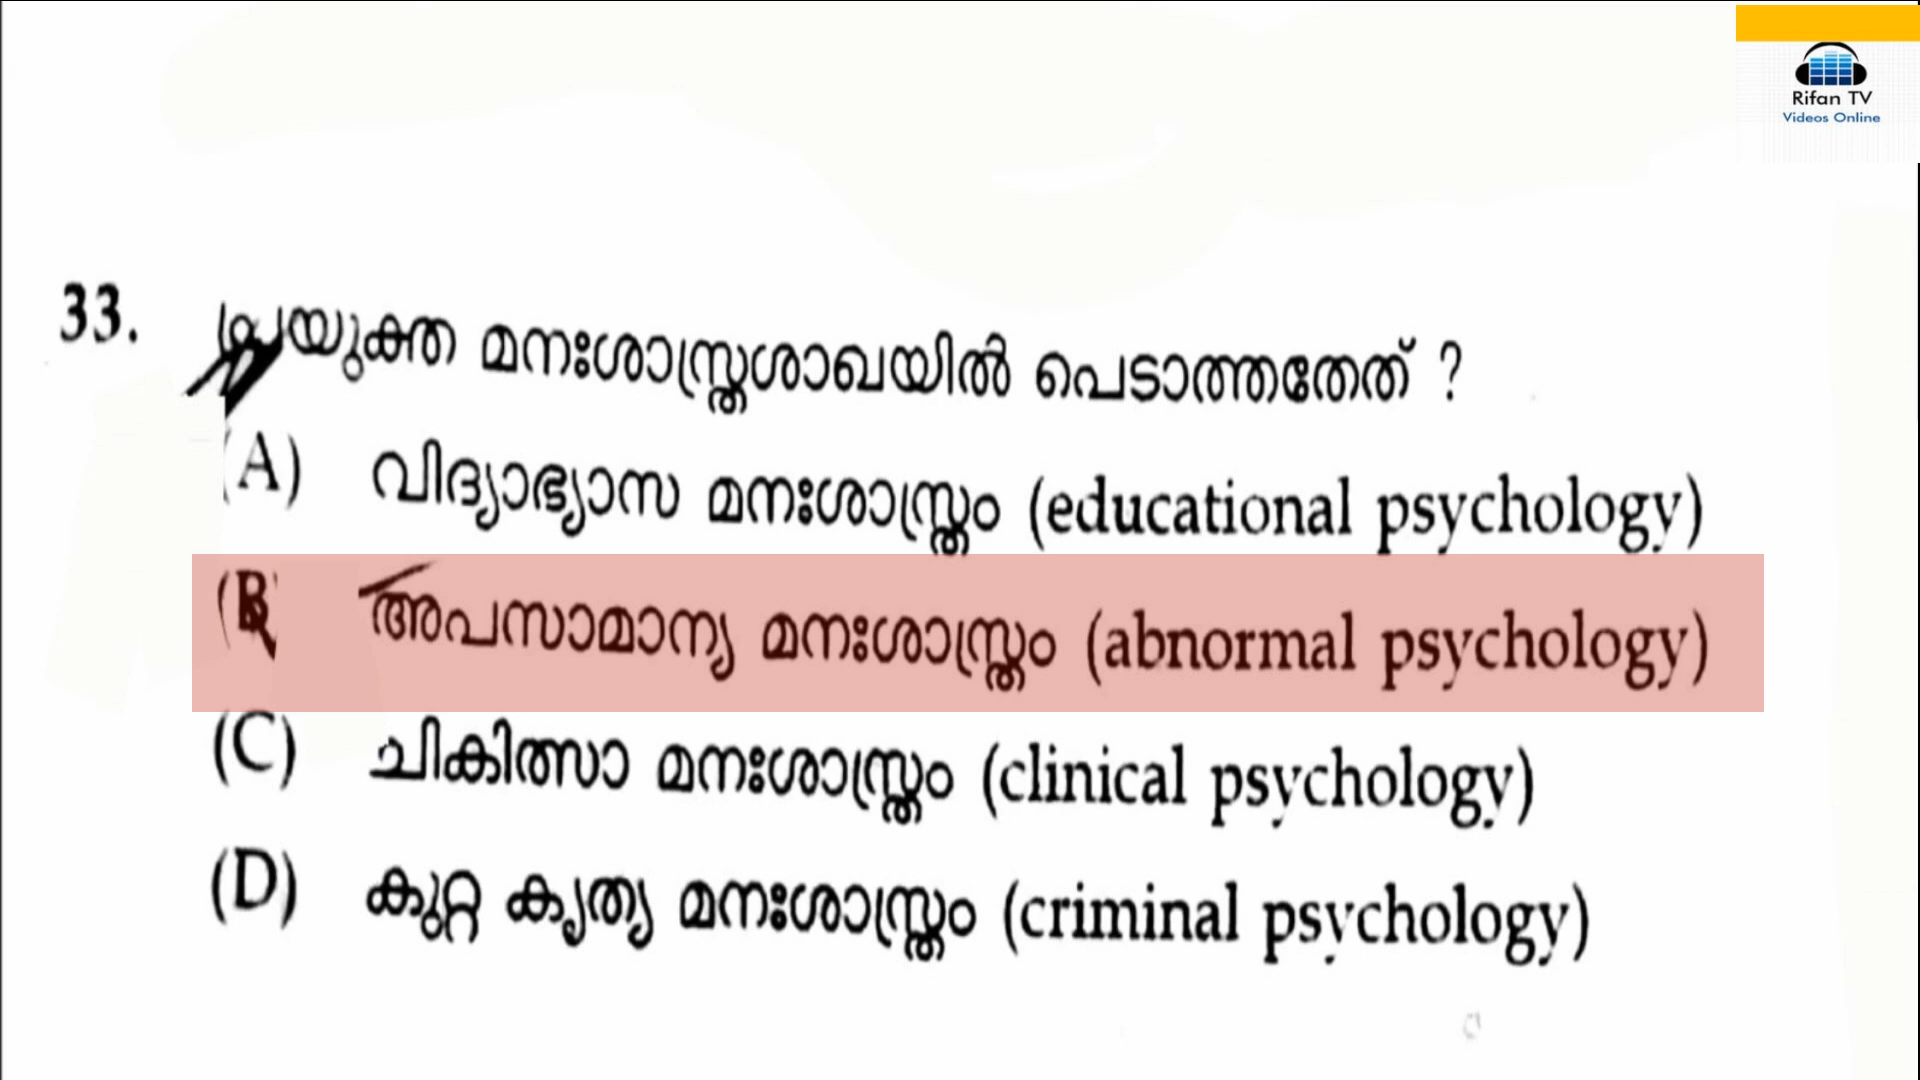 Rifan TV
Videos Online
33. പ്രയുക്ത മനഃശാസ്ത്രശാഖയിൽ പെടാത്തതേത് ?
(A) വിദ്യാഭ്യാസ മനഃശാസ്ത്രം (educational psychology)
(B) അപസാമാന്യ മനഃശാസ്ത്രം (abnormal psychology)
(C) ചികിത്സാ മനഃശാസ്ത്രം (clinical psychology)
(D) കുറ്റ കൃത്യ മനഃശാസ്ത്രം (criminal psychology)